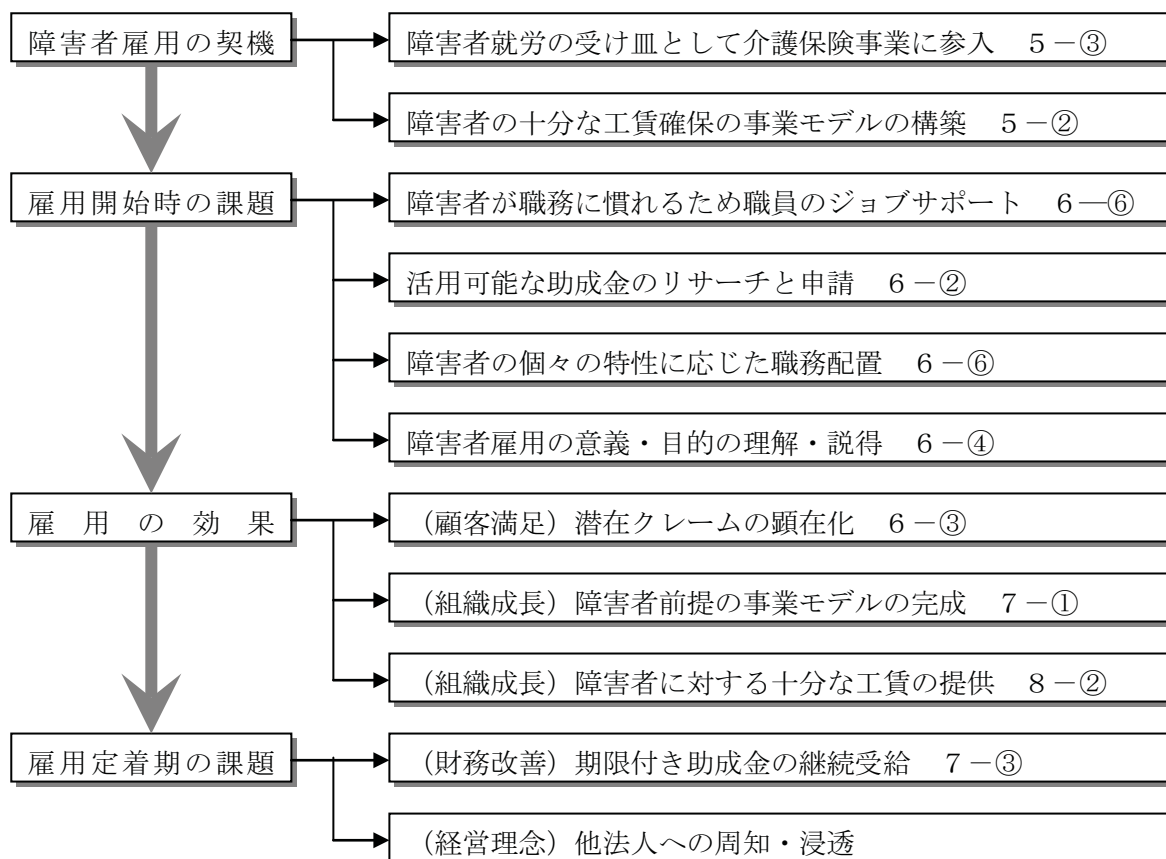 障害者雇用の契機
障害者就労の受け皿として介護保険事業に参入 5-③
障害者の十分な工賃確保の事業モデルの構築 5-②
雇用開始時の課題
障害者が職務に慣れるため職員のジョブサポート 6―⑥
活用可能な助成金のリサーチと申請 6-②
障害者の個々の特性に応じた職務配置 6-⑥
障害者雇用の意義・目的の理解・説得 6-④
雇用の効果
(顧客満足)潜在クレームの顕在化 6-③
(組織成長)障害者前提の事業モデルの完成 7-①
(組織成長)障害者に対する十分な工賃の提供 8-②
雇用定着期の課題
(財務改善)期限付き助成金の継続受給 7-③
(経営理念)他法人への周知・浸透